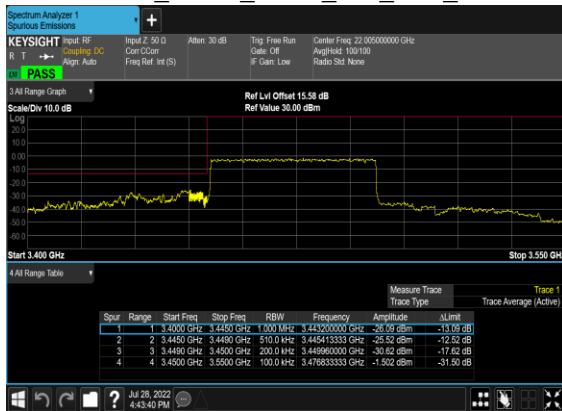 Spectrum Analyzer 1
Spurious Emissions
KEYSIGHT Input: RF Input Z: 50 Ω Atten: 30 dB Trig: Free Run Center Freq: 22.005000000 GHz
R T Coupling: DC Corr CCorr Gate: Off Avg|Hold: 100/100
Align: Auto Freq Ref: Int (S) IF Gain: Low Radio Std: None
PASS
3 All Range Graph
Ref Lvl Offset 15.58 dB
Scale/Div 10.0 dB Ref Value 30.00 dBm
Log
20.0
10.0
0.00
-10.0
-20.0
-30.0
-40.0
-50.0
-60.0
Start 3.400 GHz Stop 3.550 GH
4 All Range Table
Measure Trace Trace 1
Trace Type Trace Average (Active)
Spur Range Start Freq Stop Freq RBW Frequency Amplitude ΔLimit
1 1 3.4000 GHz 3.4450 GHz 1.000 MHz 3.443200000 GHz -26.09 dBm -13.09 dB
2 2 3.4450 GHz 3.4490 GHz 510.0 kHz 3.445413333 GHz -25.52 dBm -12.52 dB
3 3 3.4490 GHz 3.4500 GHz 200.0 kHz 3.449960000 GHz -30.62 dBm -17.62 dB
4 4 3.4500 GHz 3.5500 GHz 100.0 kHz 3.476833333 GHz -1.502 dBm -31.50 dB
? Jul 28, 2022
4:43:40 PM